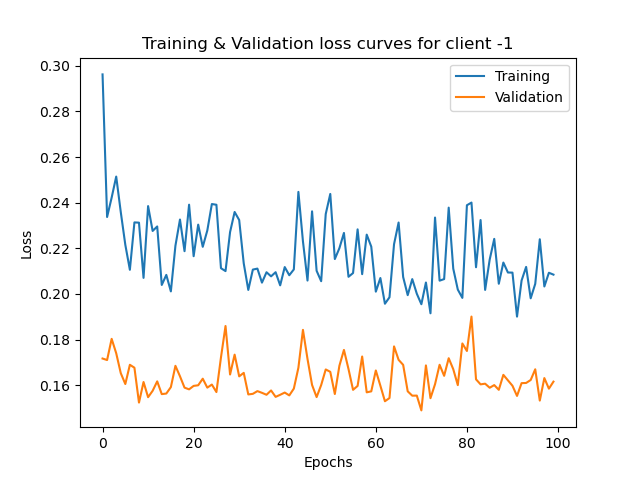 Training & Validation loss curves for client -1
Training
Validation
0.30
0.28
0.26
0.24
0.22
0.20
0.18
0.16
Loss
0
20
40
60
80
100
Epochs